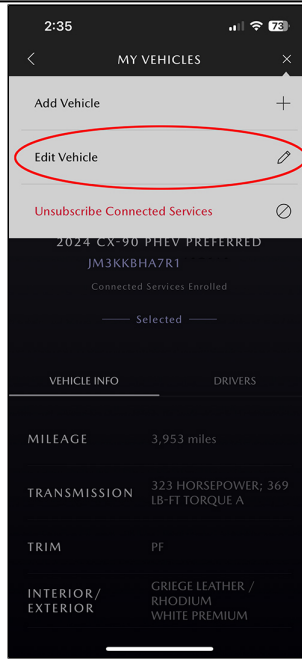 2:35
73
MY VEHICLES
Add Vehicle
Edit Vehicle
Unsubscribe Connected Services
2024 CX-90 PHEV PREFERRED
JM3KKBHA7R1
Connected Services Enrolled
Selected
VEHICLE INFO
DRIVERS
MILEAGE
3,953 miles
TRANSMISSION
323 HORSEPOWER; 369
LB-FT TORQUE A
TRIM
PF
INTERIOR/
EXTERIOR
GRIEGE LEATHER /
RHODIUM
WHITE PREMIUM